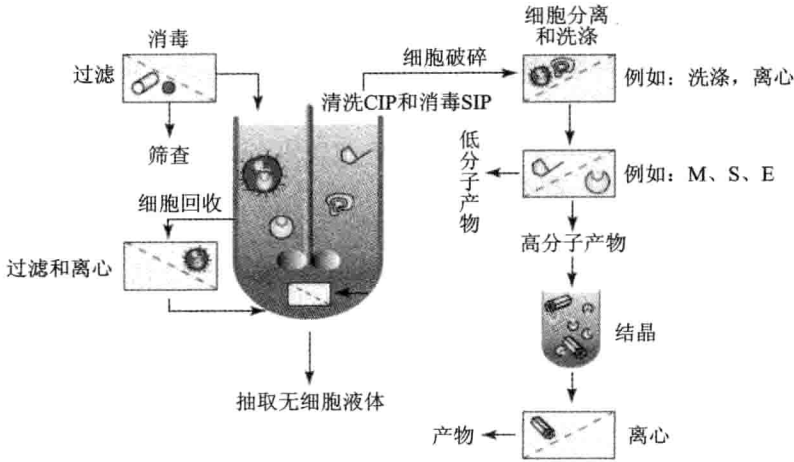 消毒
过滤
筛查
细胞破碎
清洗CIP和消毒SIP
细胞分离
和洗涤
例如：洗涤，离心
低分子产物
例如：M、S、E
高分子产物
细胞回收
过滤和离心
抽取无细胞液体
结晶
产物
离心